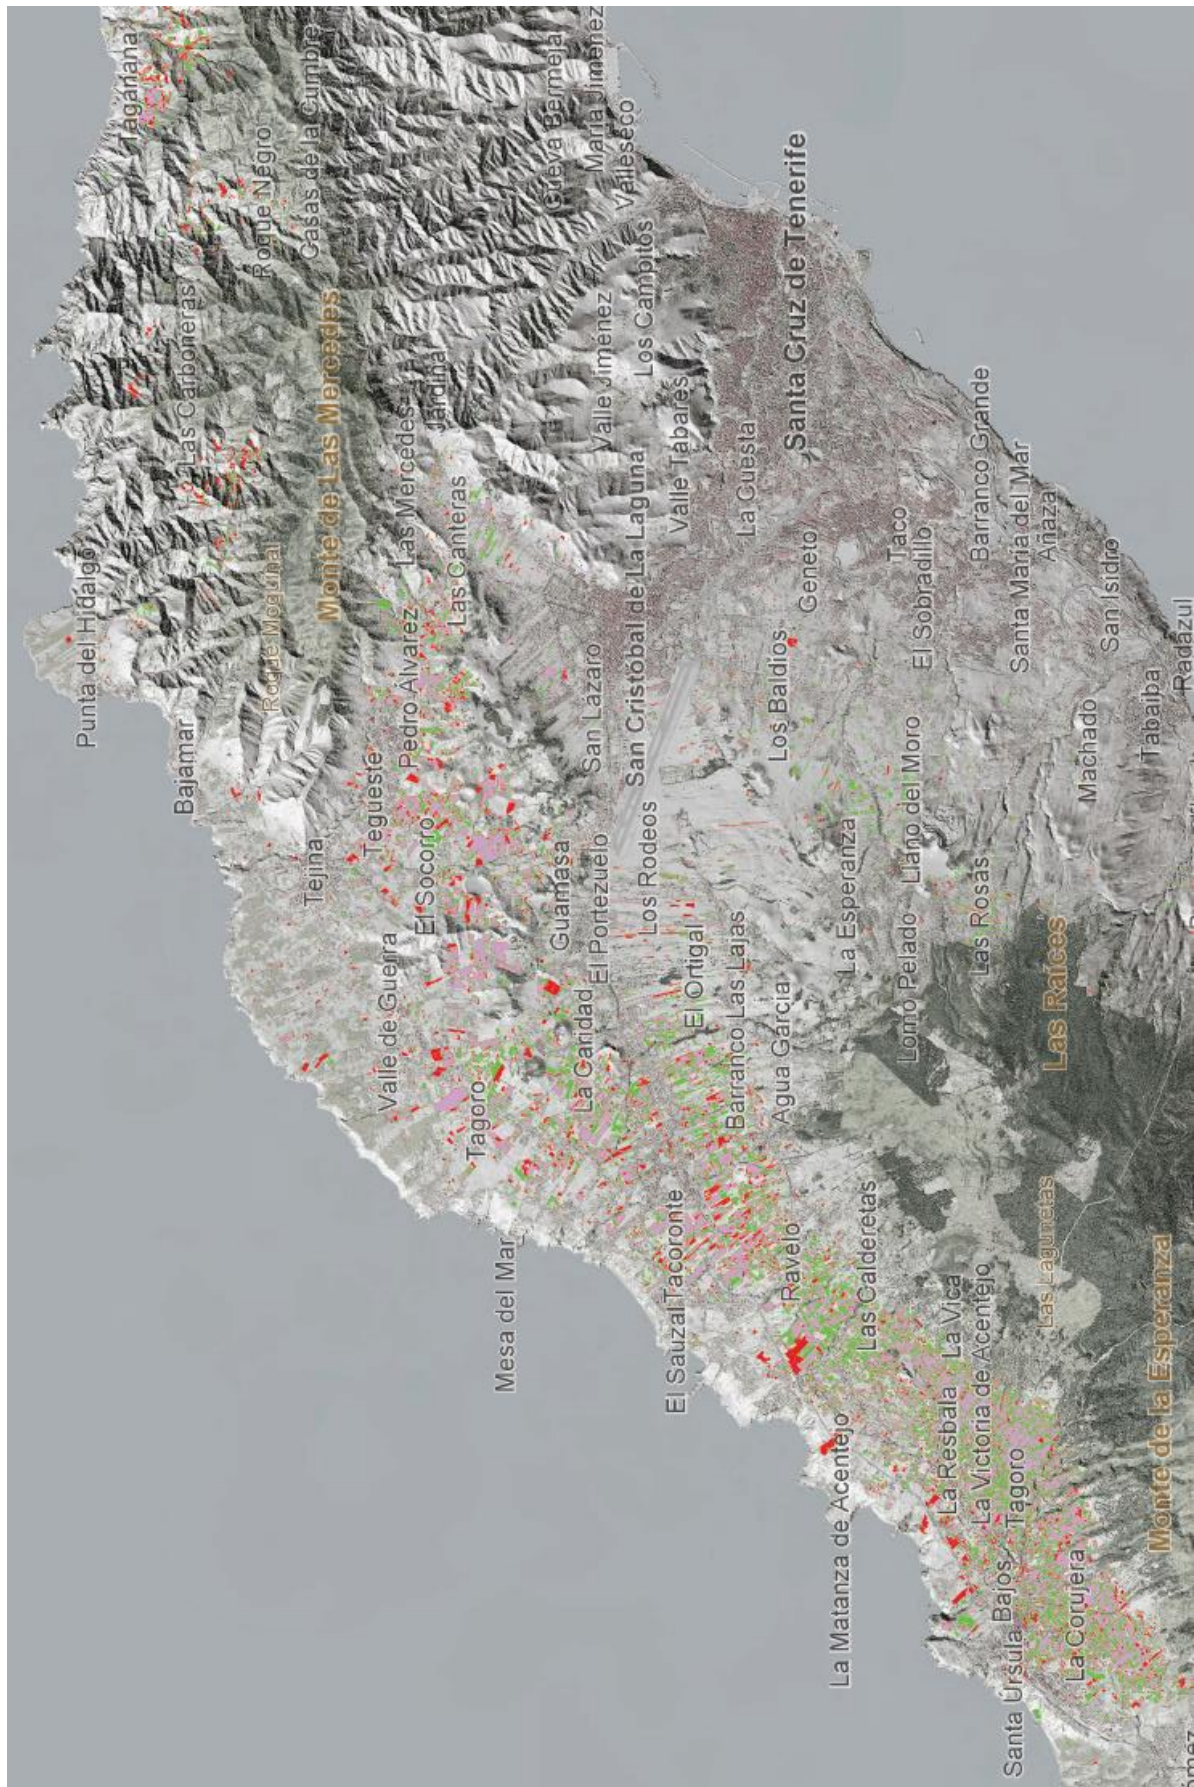 Punta del Hidalgo
Taganana
Bajamar
Las Carboneras
Roque Negro
Roque Moquinal
Casas de la Cumbre
Tejina
Monte de Las Mercedes
Tegueste
Valle de Guerra
Pedro Álvarez
Las Mercedes
El Socorro
Jardina
Las Canteras
Tagoro
Mesa del Mar
Cueva Bermeja
Guamasa
La Caridad
San Lázaro
María Jiménez
El Portezuelo
Valle Jiménez
Valleseco
San Cristóbal de La Laguna
Los Campitos
Los Rodeos
Tacoronte
El Sauzal
Valle Tabares
El Ortigal
Barranco Las Lajas
La Cuesta
Los Baldíos
Agua García
Ravelo
Santa Cruz de Tenerife
Geneto
La Matanza de Acentejo
La Esperanza
Las Calderetas
Taco
Lomo Pelado
Llano del Moro
El Sobradillo
La Resbala
La Vica
La Victoria de Acentejo
Las Rosas
Barranco Grande
Santa Úrsula
Bajos
Tagoro
Santa María del Mar
Las Lagunetas
Añaza
Las Raíces
La Corujera
Machado
San Isidro
Tabaiba
Monte de la Esperanza
Radazul
mez